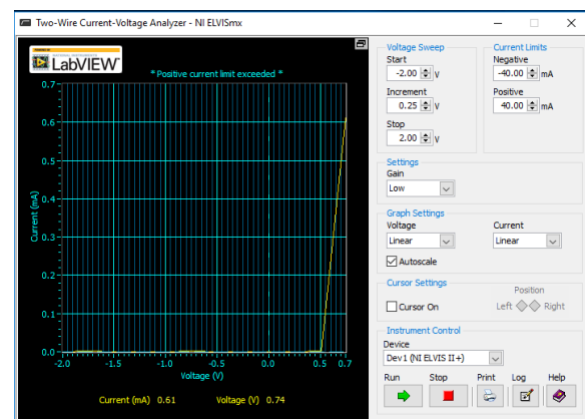 Two-Wire Current-Voltage Analyzer - NI ELVISmx
LabVIEW
* Positive current limit exceeded *
0.7
0.6
0.5
0.4
0.3
0.2
0.1
0.0
Current (mA)
-2.0 -1.5 -1.0 -0.5 0.0 0.5 0.7
Voltage (V)
Current (mA) 0.61 Voltage (V) 0.74
Voltage Sweep
Start
-2.00 V
Increment
0.25 V
Stop
2.00 V
Current Limits
Negative
-40.00 mA
Positive
40.00 mA
Settings
Gain
Low
Graph Settings
Voltage Current
Linear Linear
Autoscale
Cursor Settings
Position
Cursor On Left Right
Instrument Control
Device
Dev1 (NI ELVIS II+)
Run Stop Print Log Help